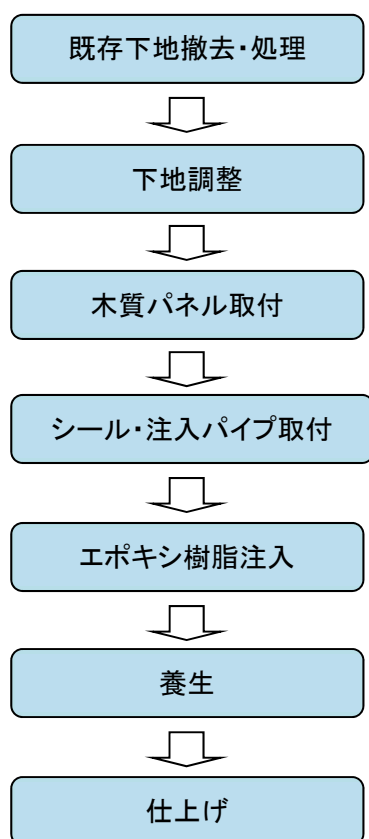 既存下地撤去・処理
下地調整
木質パネル取付
シール・注入パイプ取付
エポキシ樹脂注入
養生
仕上げ